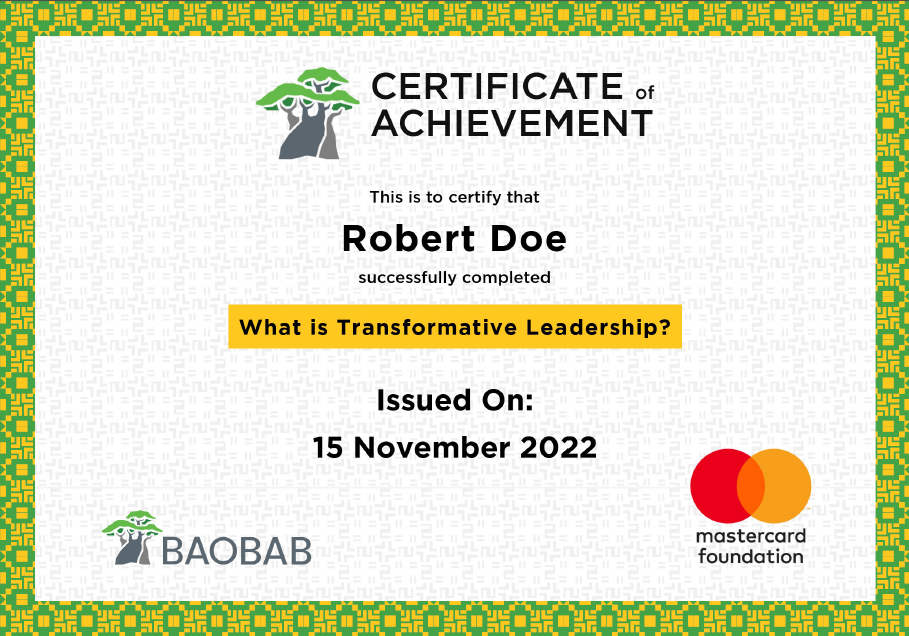 CERTIFICATE of
ACHIEVEMENT
This is to certify that
Robert Doe
successfully completed
What is Transformative Leadership?
Issued On:
15 November 2022
BAOBAB
mastercard
foundation